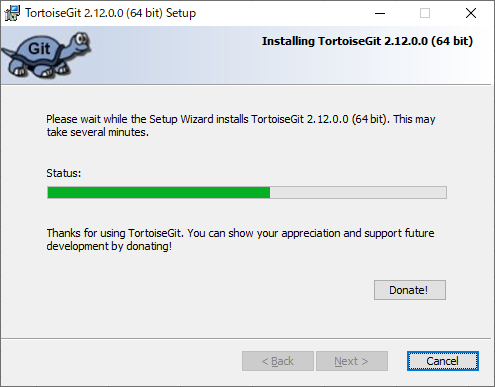 TortoiseGit 2.12.0.0 (64 bit) Setup
Git
Installing TortoiseGit 2.12.0.0 (64 bit)
Please wait while the Setup Wizard installs TortoiseGit 2.12.0.0 (64 bit). This may
take several minutes.
Status:
Thanks for using TortoiseGit. You can show your appreciation and support future
development by donating!
Donate!
< Back
Next >
Cancel